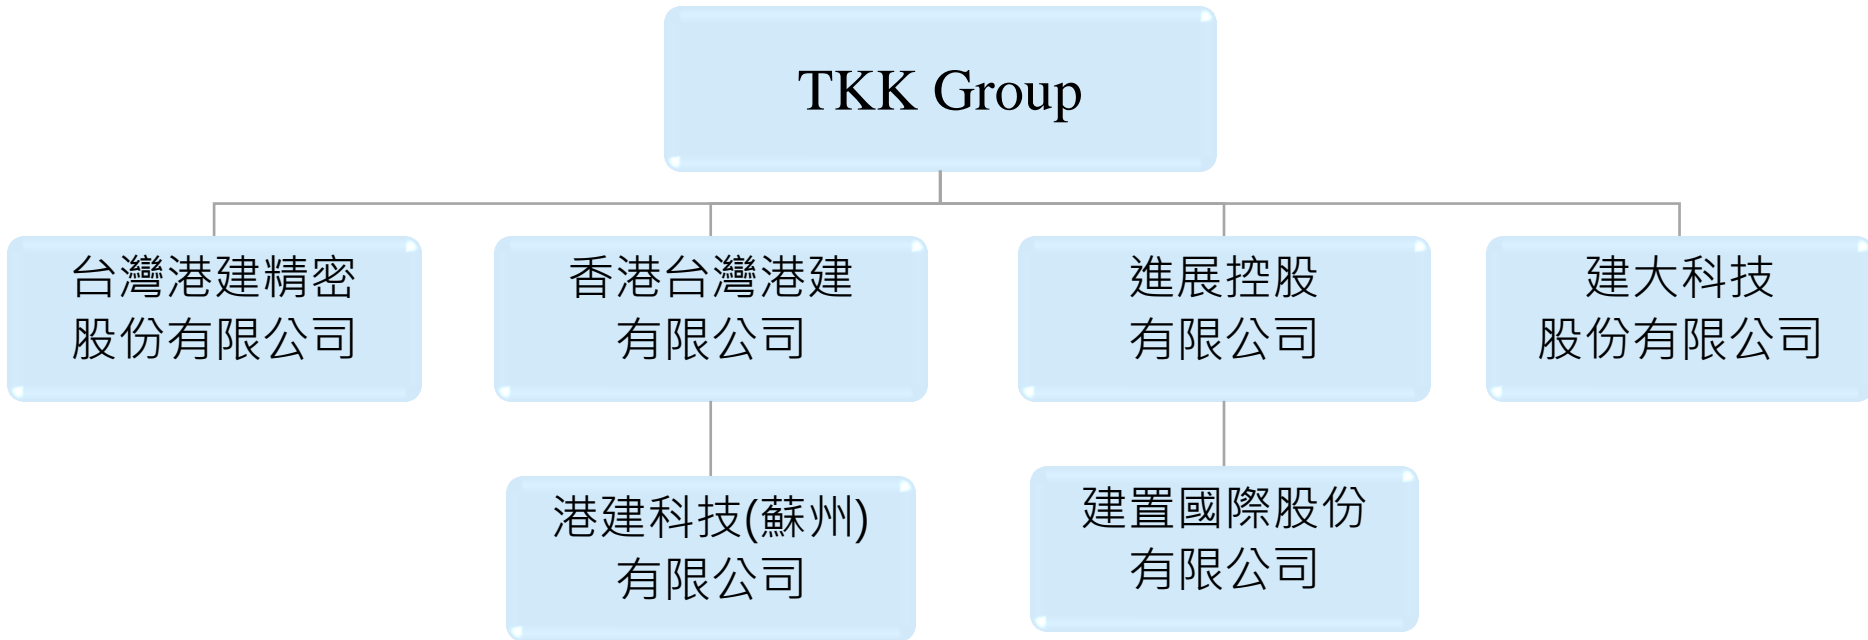 TKK Group
台灣港建精密
股份有限公司
香港台灣港建
有限公司
進展控股
有限公司
建大科技
股份有限公司
港建科技(蘇州)
有限公司
建置國際股份
有限公司